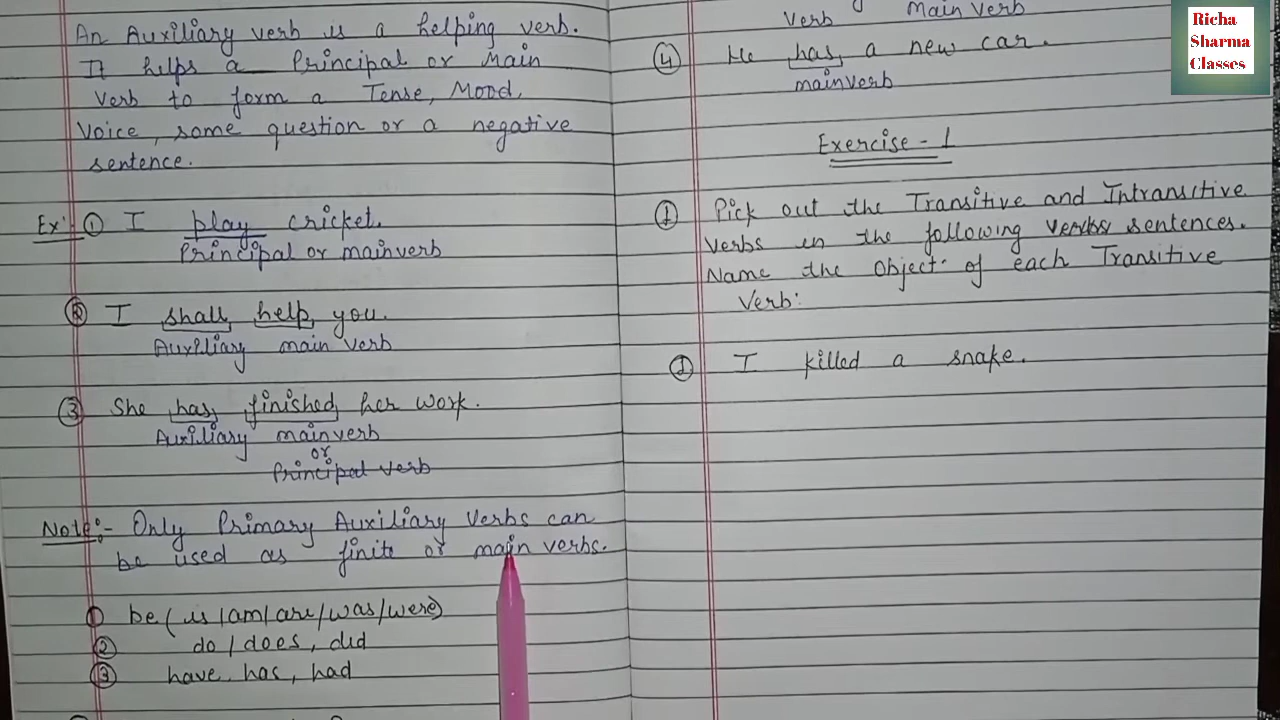 An Auxiliary verb is a helping verb.
It helps a Principal or Main
Verb to form a Tense, Mood,
Voice, some question or a negative
sentence.
Ex:- ① I play cricket.
Principal or mainverb
② I shall help you.
Auxiliary main verb
③ She has finished her work.
Auxiliary mainverb
or
Principal verb
Note:- Only Primary Auxiliary Verbs can
be used as finite or main verbs.
① be (is/am/are/was/were)
② do/does, did
③ have, has, had
Verb Main Verb
④ He has a new car.
mainverb
Exercise - 1
① Pick out the Transitive and Intransitive
Verbs in the following verbs sentences.
Name the Object of each Transitive
Verb:
① I killed a snake.
Richa
Sharma
Classes